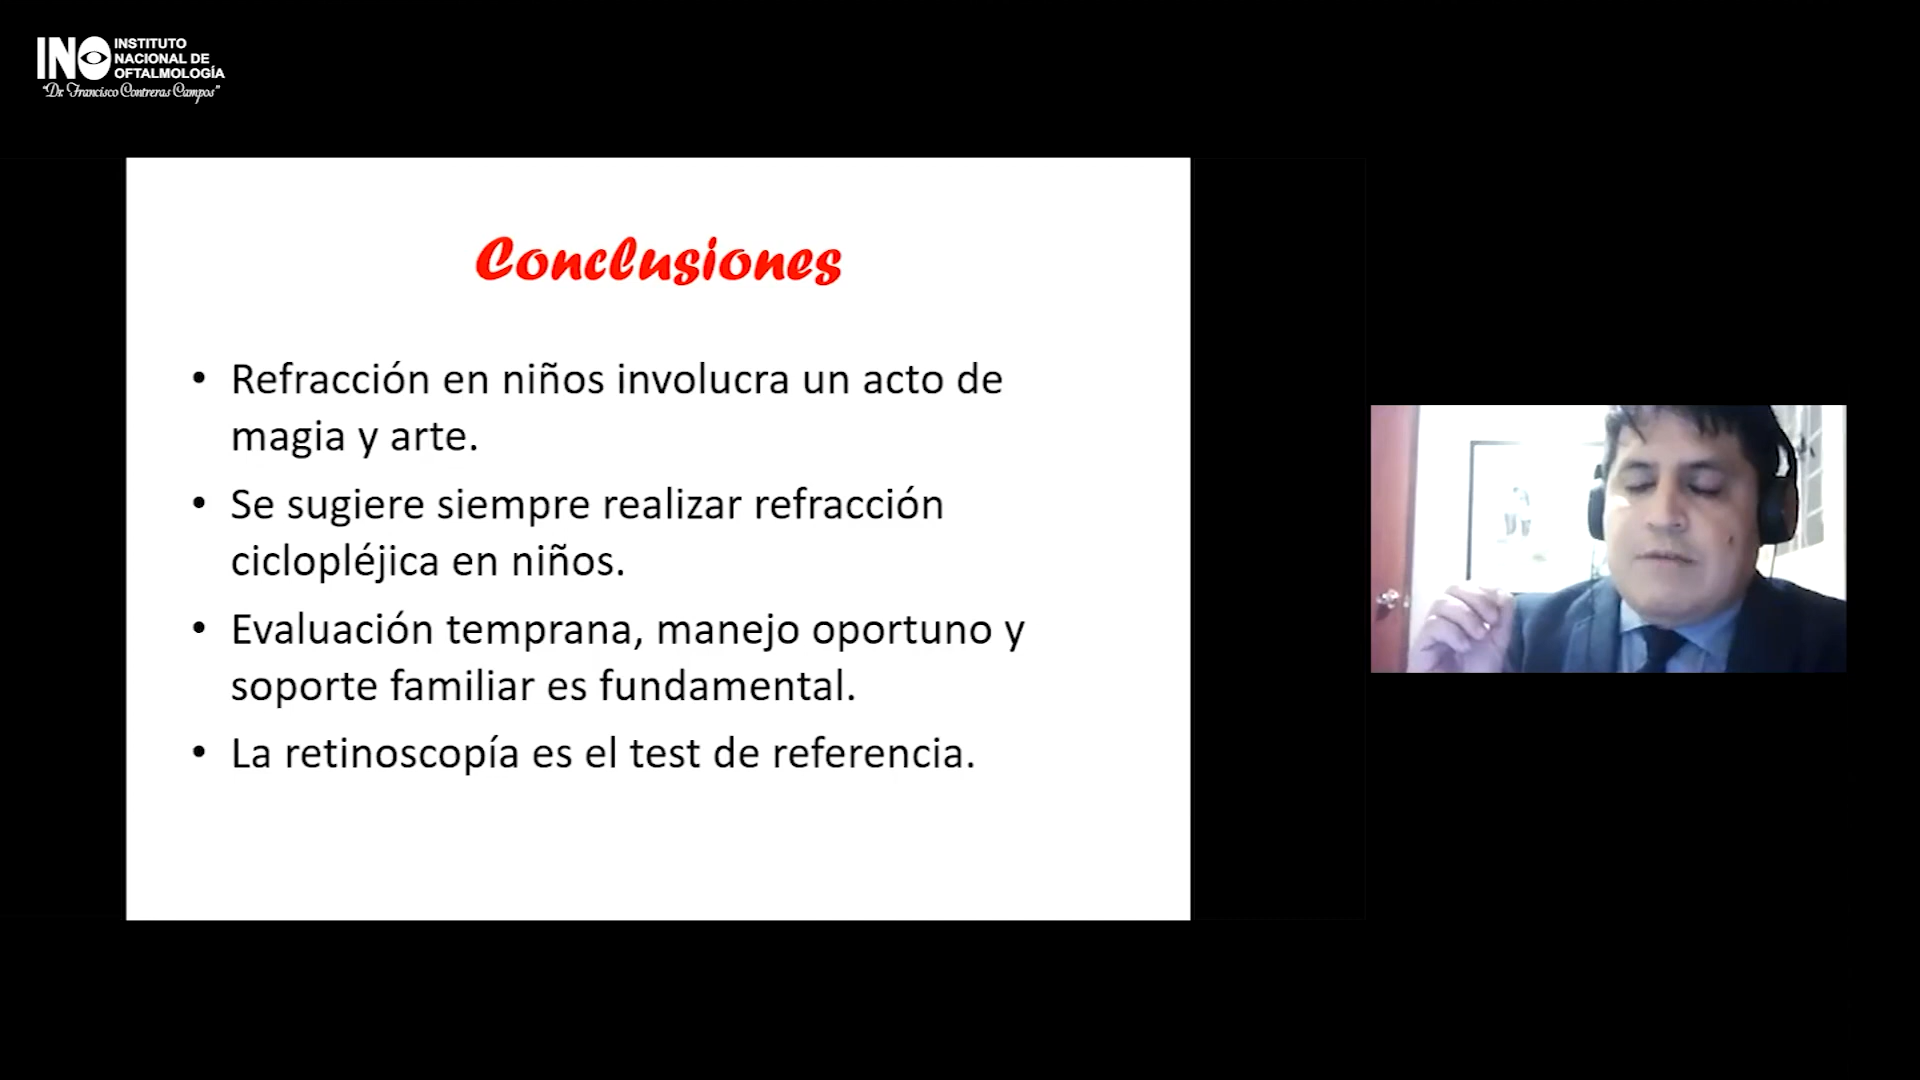 INO INSTITUTO
NACIONAL DE
OFTALMOLOGÍA
"Dr. Francisco Contreras Campos"
Conclusiones
• Refracción en niños involucra un acto de
magia y arte.
• Se sugiere siempre realizar refracción
ciclopléjica en niños.
• Evaluación temprana, manejo oportuno y
soporte familiar es fundamental.
• La retinoscopía es el test de referencia.